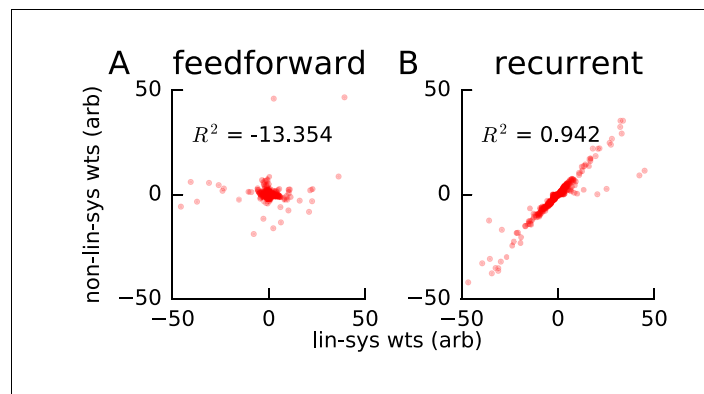 A feedforward
B recurrent
50
R² = -13.354
0
−50
−50 0 50
50
R² = 0.942
0
−50
−50 0 50
non-lin-sys wts (arb)
lin-sys wts (arb)